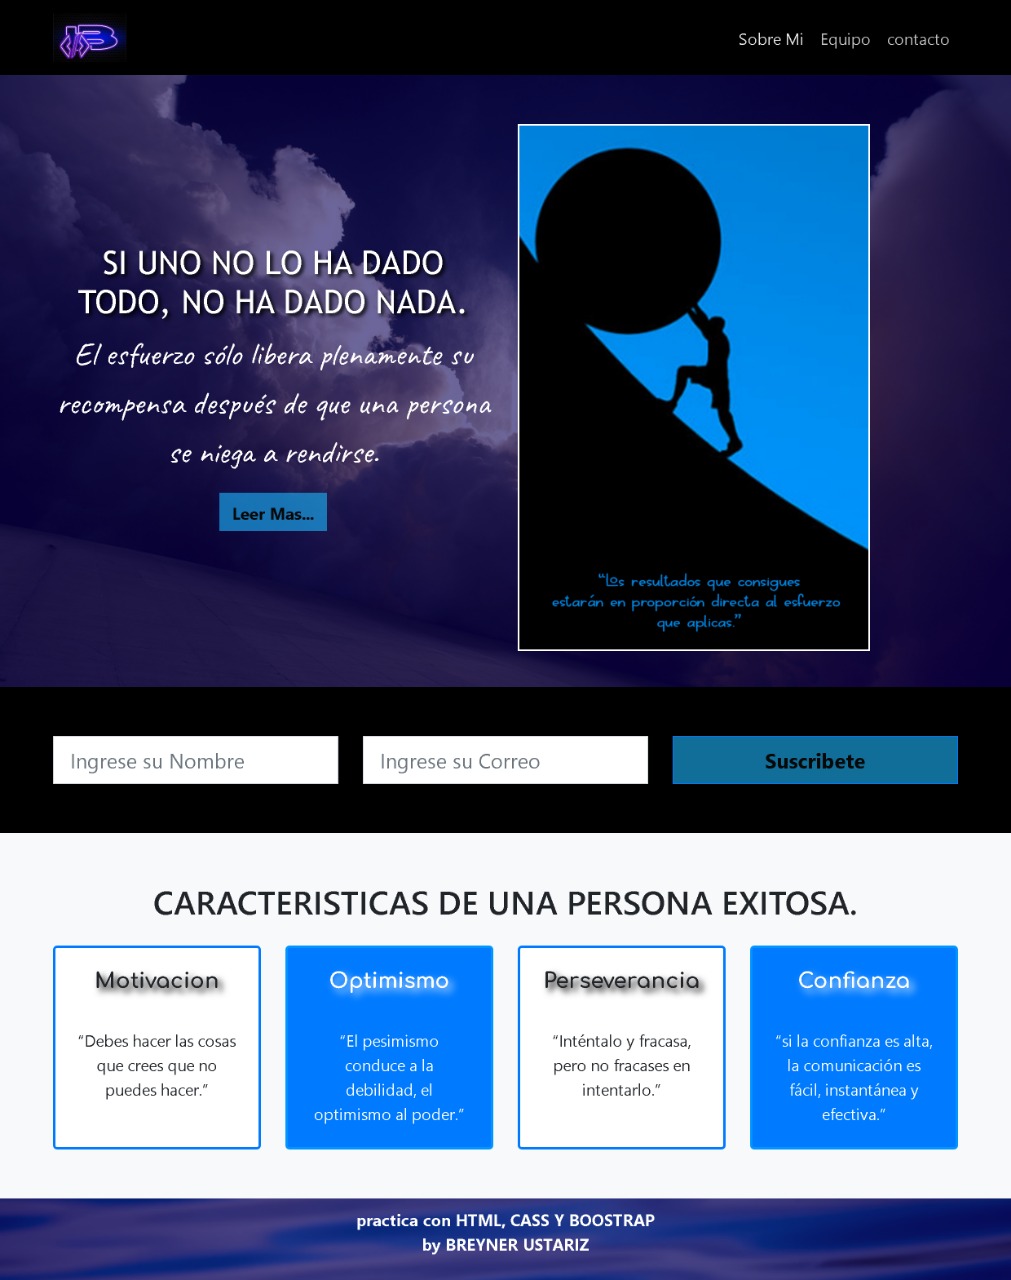 Sobre Mi Equipo contacto
SI UNO NO LO HA DADO
TODO, NO HA DADO NADA.
El esfuerzo sólo libera plenamente su
recompensa después de que una persona
se niega a rendirse.
Leer Mas...
“Los resultados que consigues
estarán en proporción directa al esfuerzo
que aplicas.”
Ingrese su Nombre
Ingrese su Correo
Suscribete
CARACTERISTICAS DE UNA PERSONA EXITOSA.
Motivacion
“Debes hacer las cosas
que crees que no
puedes hacer.”
Optimismo
“El pesimismo
conduce a la
debilidad, el
optimismo al poder.”
Perseverancia
“Inténtalo y fracasa,
pero no fracases en
intentarlo.”
Confianza
“si la confianza es alta,
la comunicación es
fácil, instantánea y
efectiva.”
practica con HTML, CASS Y BOOSTRAP
by BREYNER USTARIZ